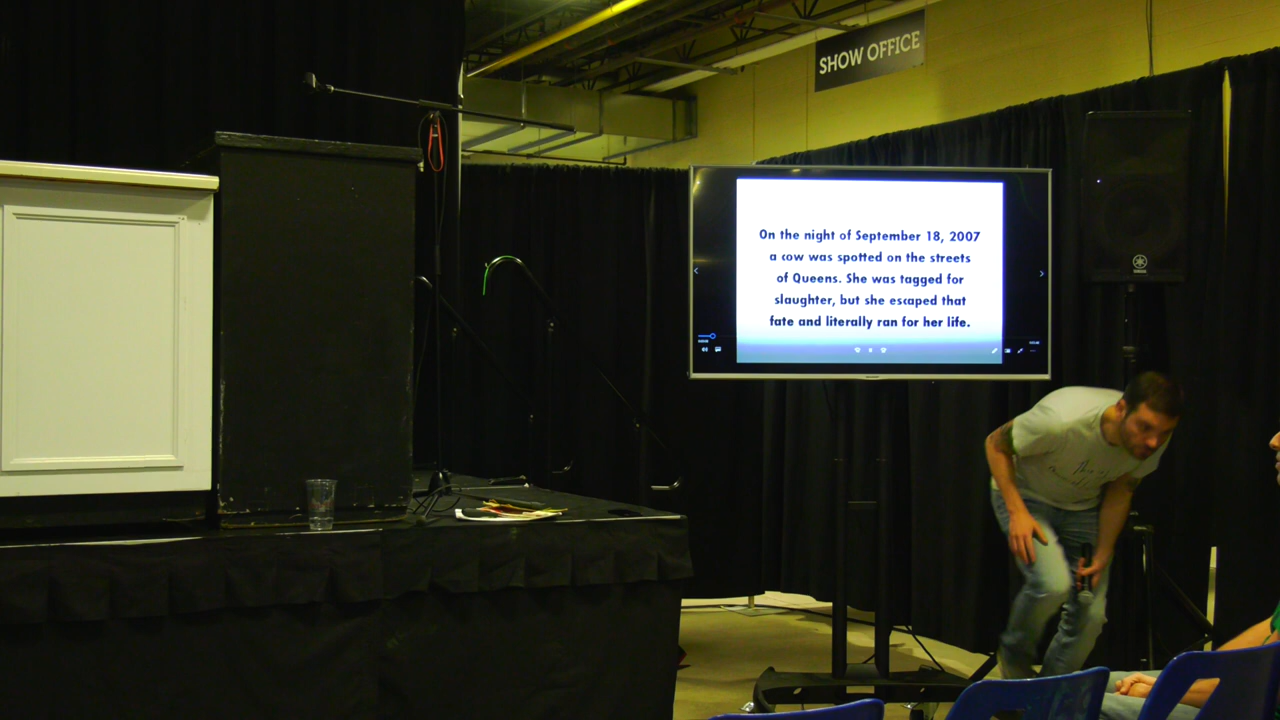 SHOW OFFICE
On the night of September 18, 2007
a cow was spotted on the streets
of Queens. She was tagged for
slaughter, but she escaped that
fate and literally ran for her life.
YAMAHA